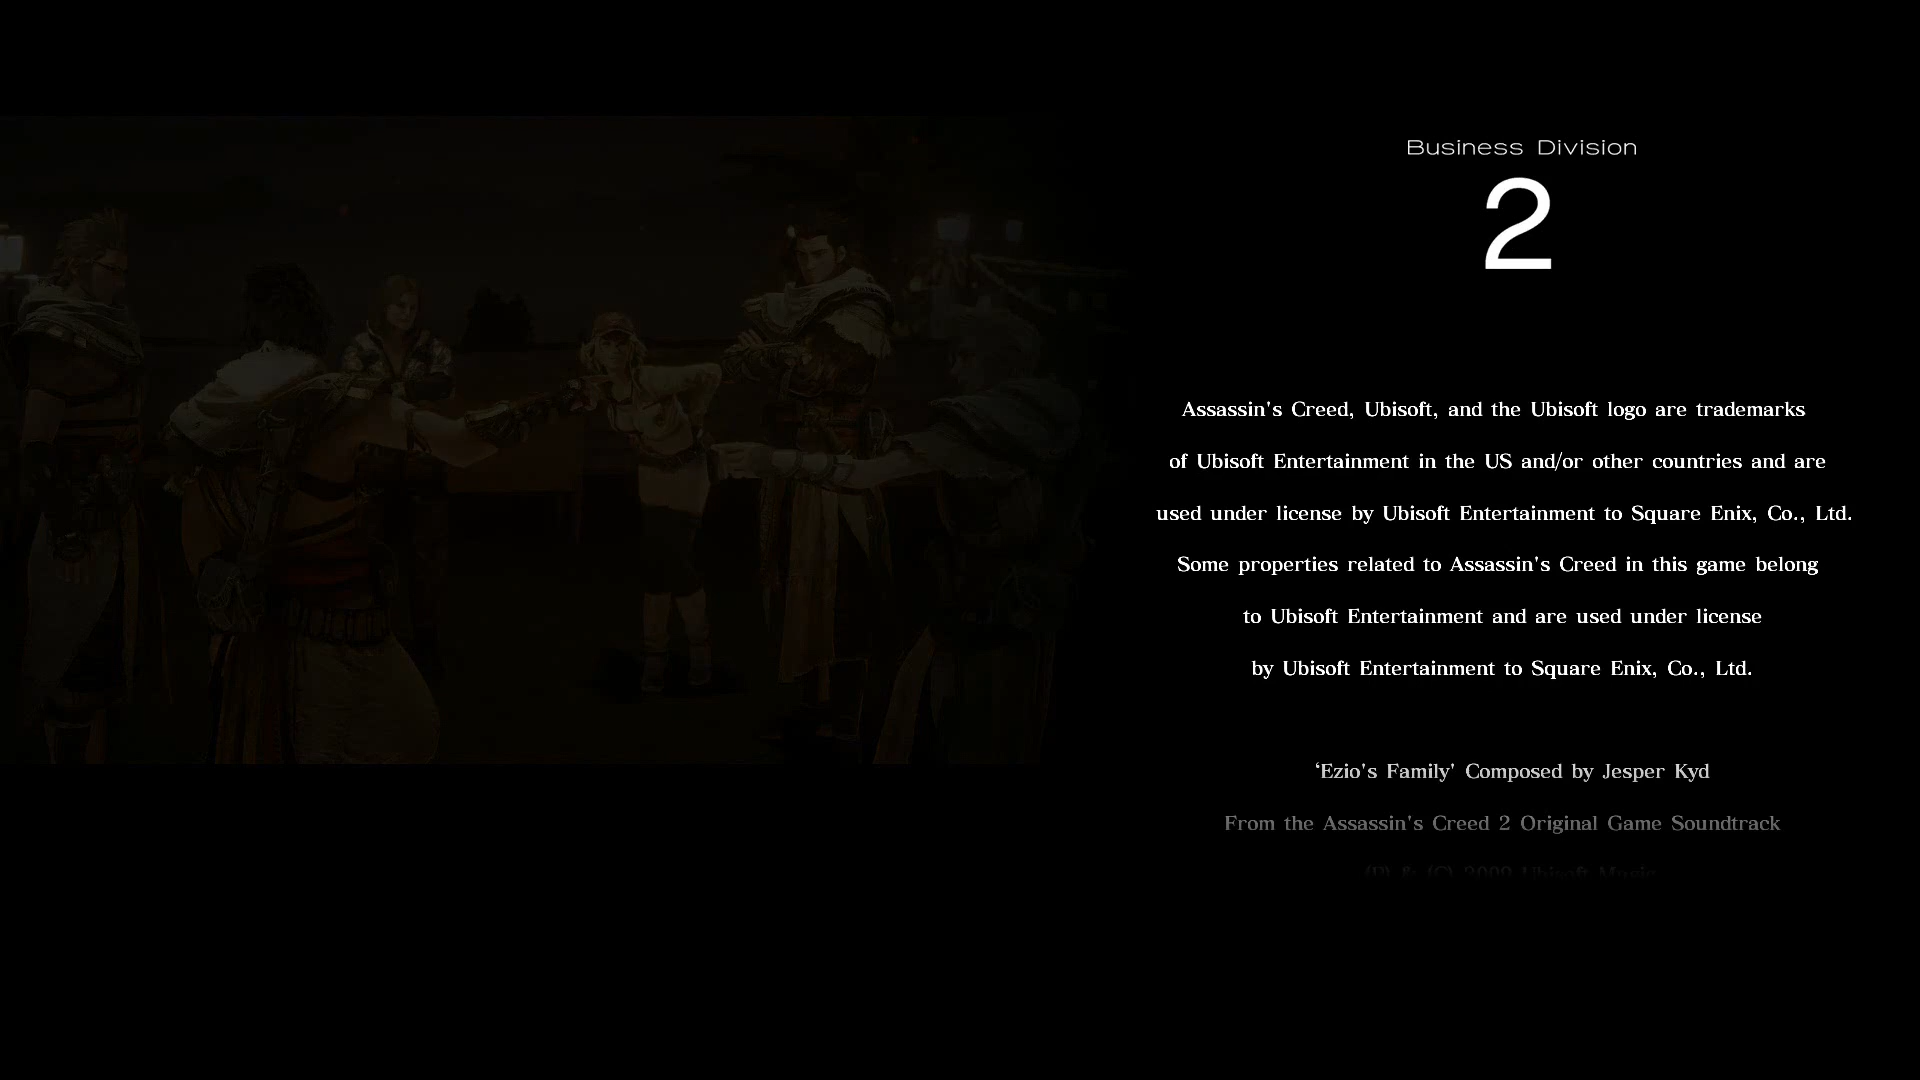 Business Division
2
Assassin's Creed, Ubisoft, and the Ubisoft logo are trademarks
of Ubisoft Entertainment in the US and/or other countries and are
used under license by Ubisoft Entertainment to Square Enix, Co., Ltd.
Some properties related to Assassin's Creed in this game belong
to Ubisoft Entertainment and are used under license
by Ubisoft Entertainment to Square Enix, Co., Ltd.
‘Ezio's Family' Composed by Jesper Kyd
From the Assassin's Creed 2 Original Game Soundtrack
(P) & (C) 2009 Ubisoft Music